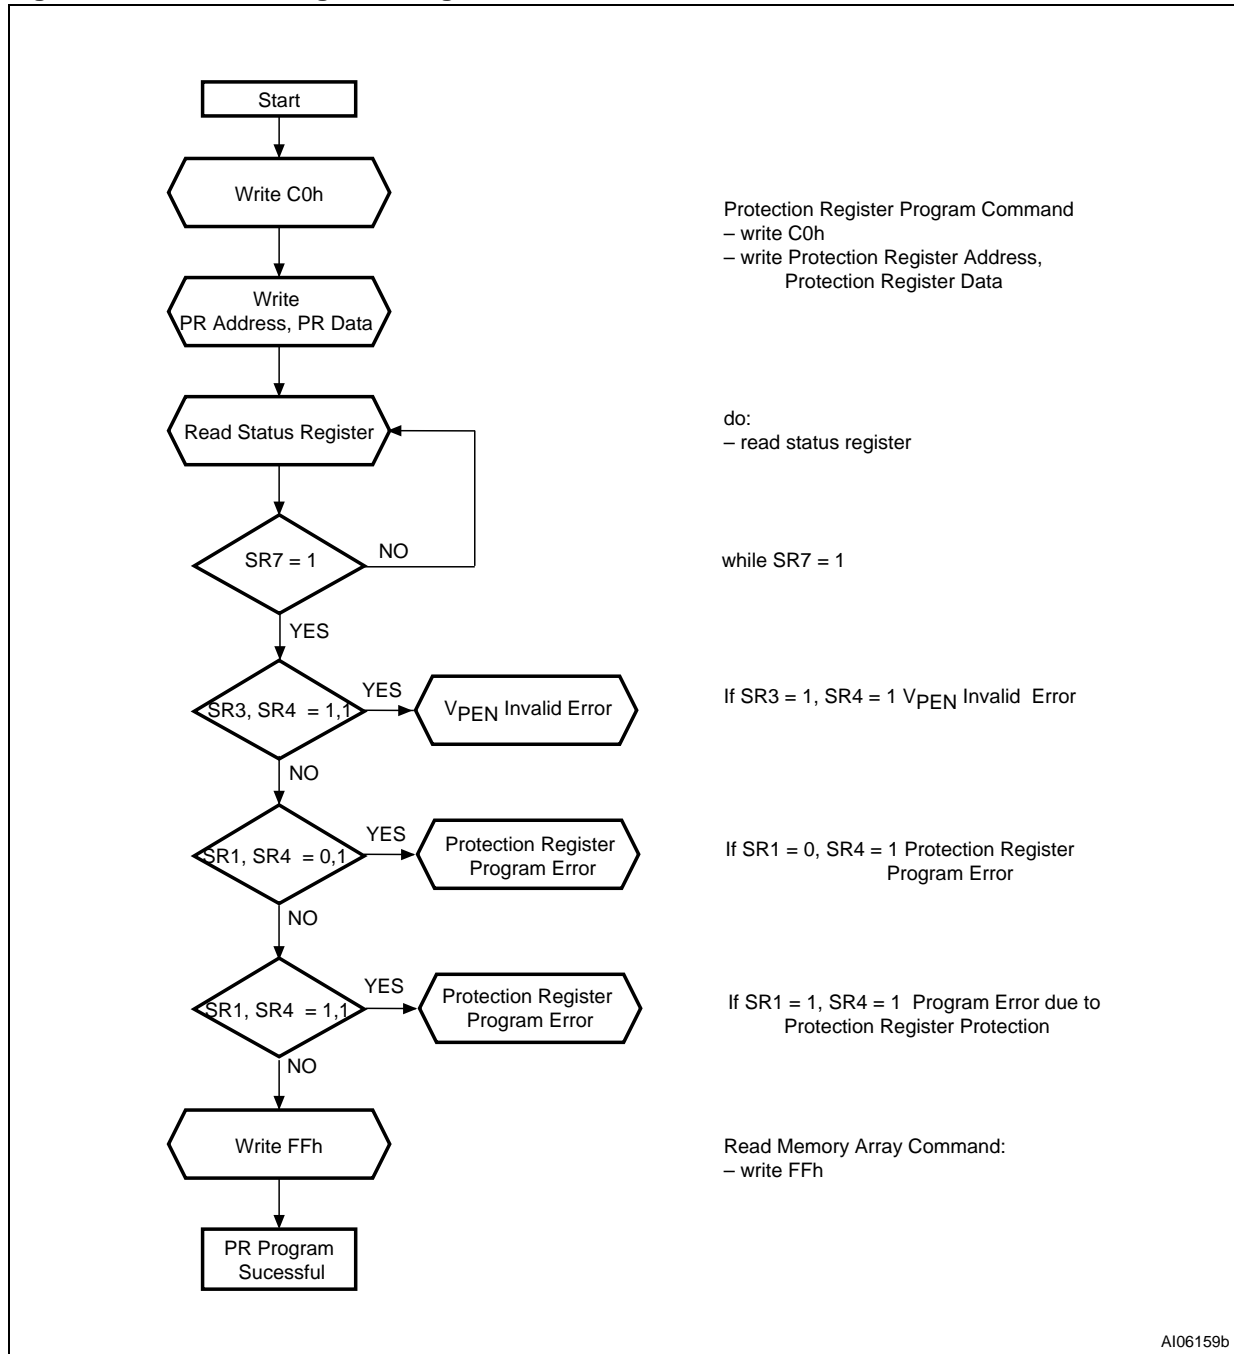 Start
Write C0h
Protection Register Program Command
– write C0h
– write Protection Register Address,
Protection Register Data
Write
PR Address, PR Data
Read Status Register
do:
– read status register
SR7 = 1
NO
while SR7 = 1
YES
SR3, SR4 = 1,1
YES
VPEN Invalid Error
If SR3 = 1, SR4 = 1 VPEN Invalid Error
NO
SR1, SR4 = 0,1
YES
Protection Register
Program Error
If SR1 = 0, SR4 = 1 Protection Register
Program Error
NO
SR1, SR4 = 1,1
YES
Protection Register
Program Error
If SR1 = 1, SR4 = 1 Program Error due to
Protection Register Protection
NO
Write FFh
Read Memory Array Command:
– write FFh
PR Program
Sucessful
AI06159b